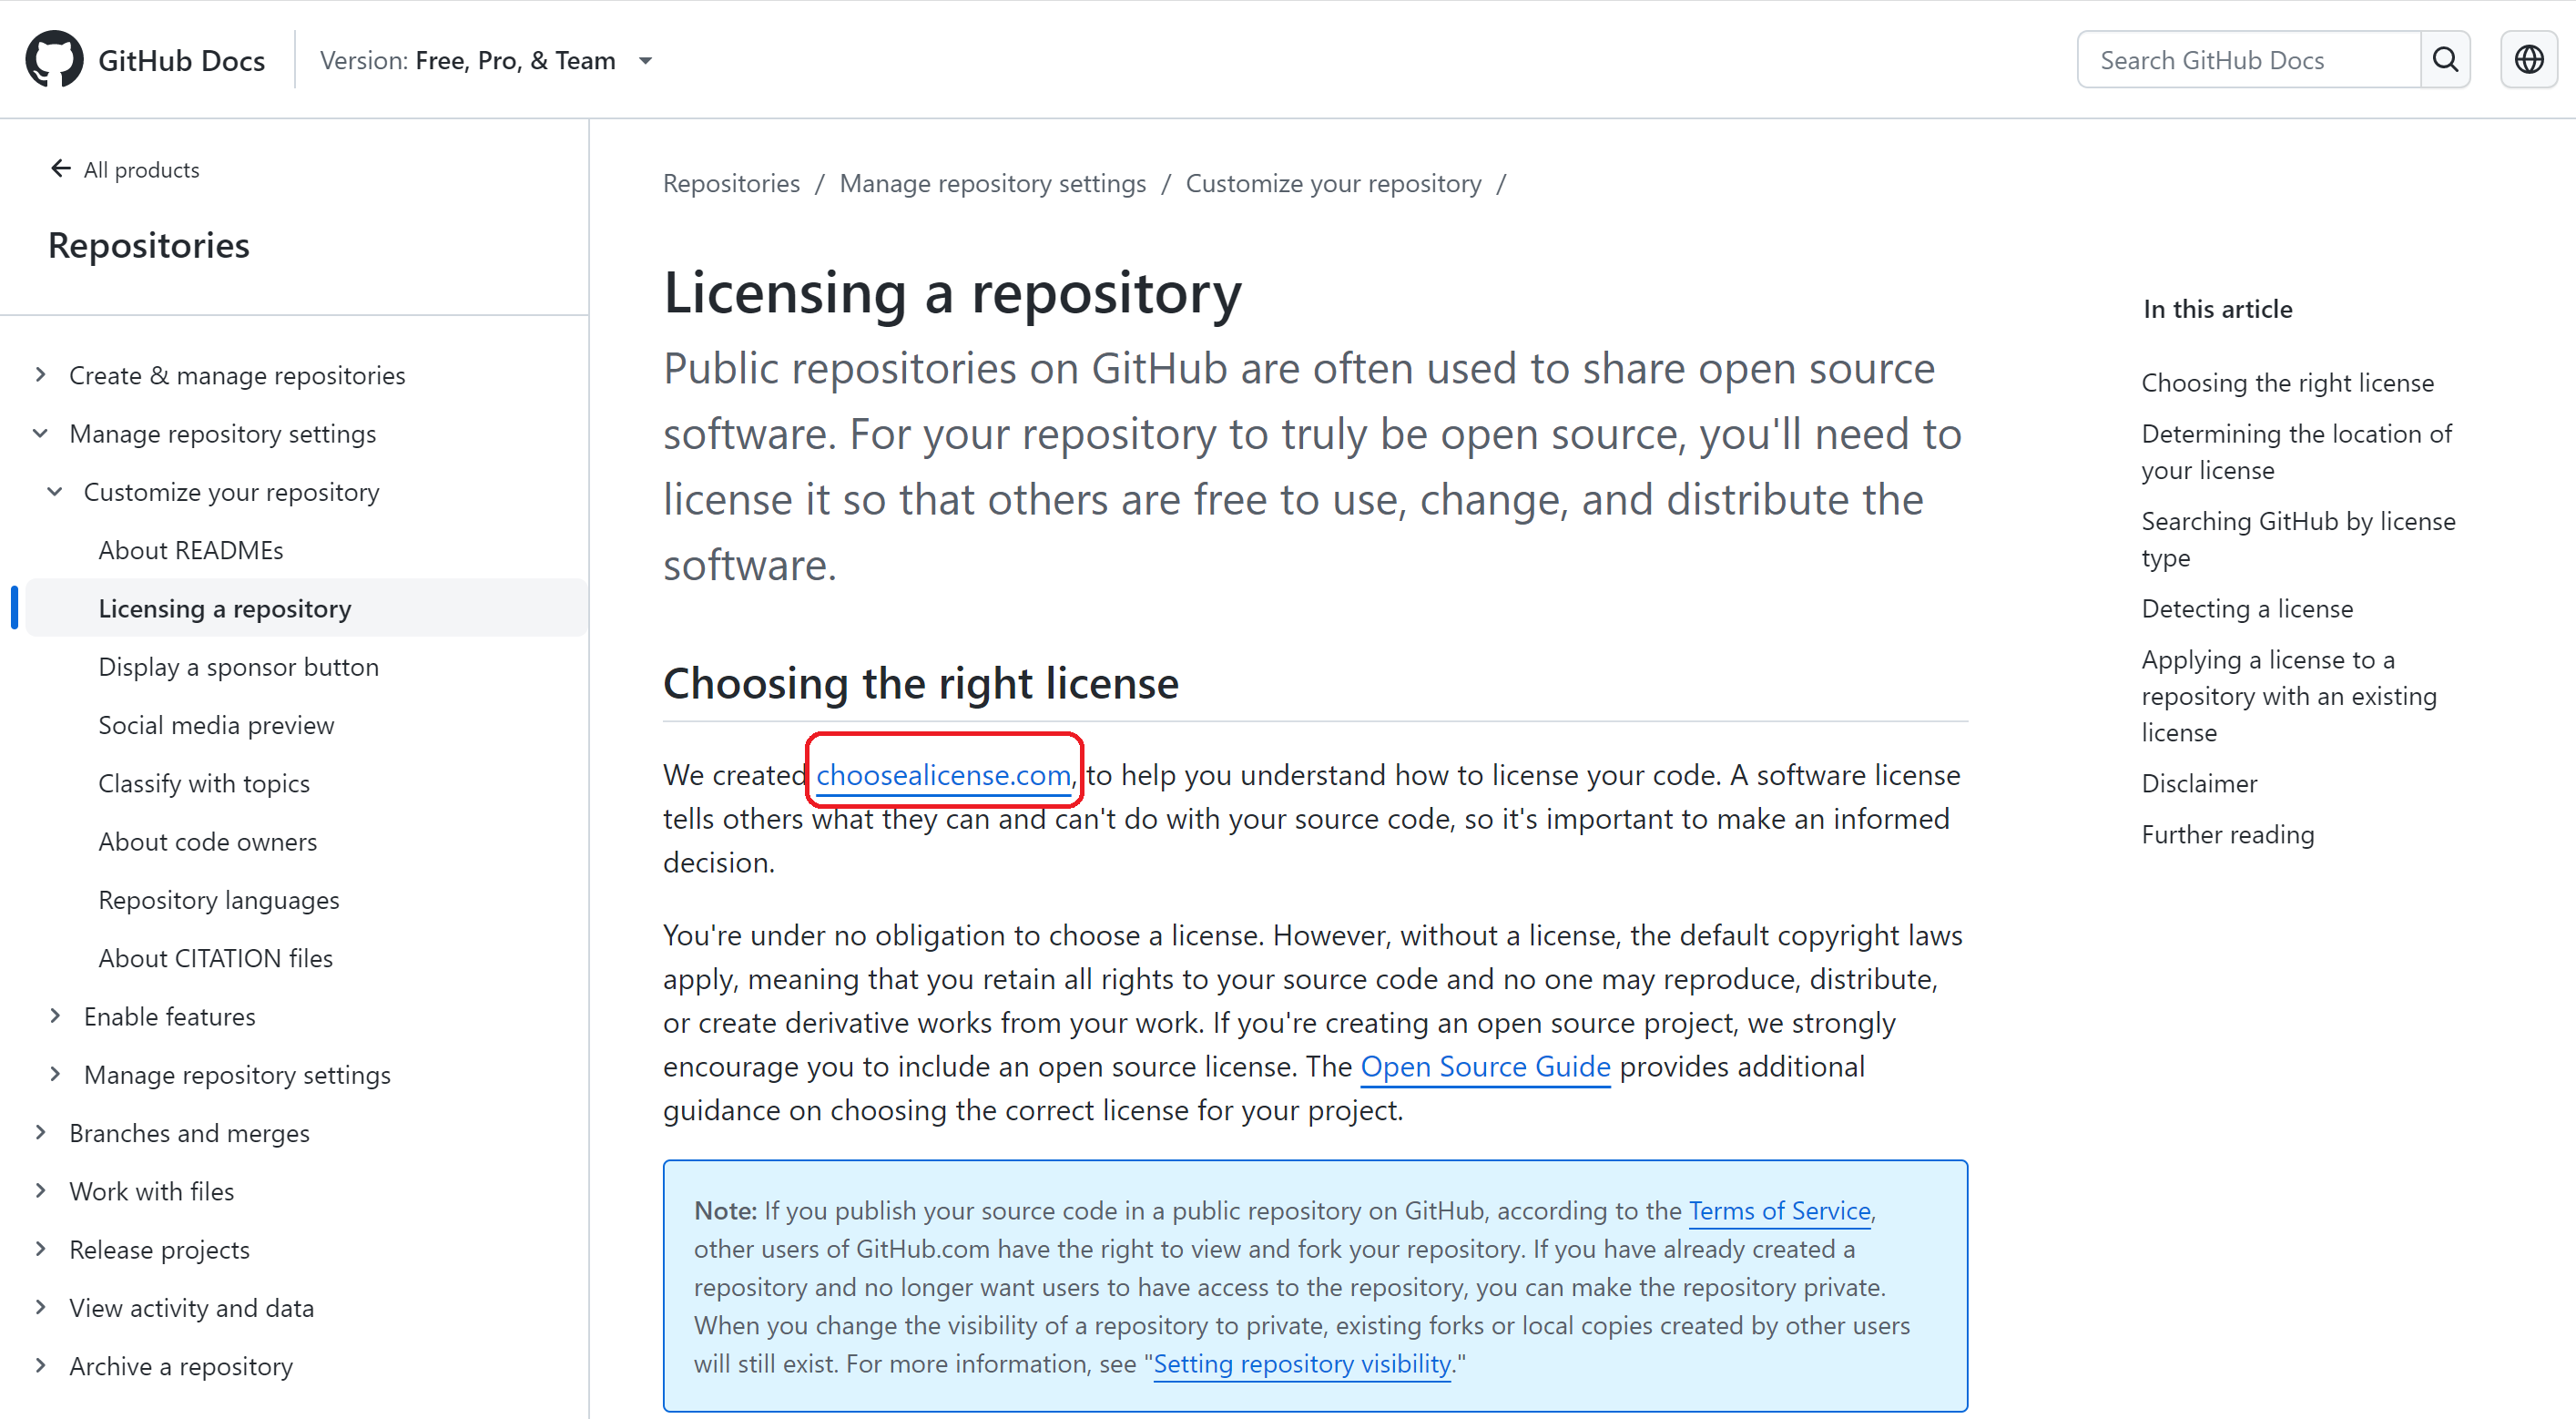 GitHub Docs
Version: Free, Pro, & Team
Search GitHub Docs
All products
Repositories
Create & manage repositories
Manage repository settings
Customize your repository
About READMEs
Licensing a repository
Display a sponsor button
Social media preview
Classify with topics
About code owners
Repository languages
About CITATION files
Enable features
Manage repository settings
Branches and merges
Work with files
Release projects
View activity and data
Archive a repository
Repositories / Manage repository settings / Customize your repository /
Licensing a repository
Public repositories on GitHub are often used to share open source
software. For your repository to truly be open source, you'll need to
license it so that others are free to use, change, and distribute the
software.
Choosing the right license
We created choosealicense.com, to help you understand how to license your code. A software license
tells others what they can and can't do with your source code, so it's important to make an informed
decision.
You're under no obligation to choose a license. However, without a license, the default copyright laws
apply, meaning that you retain all rights to your source code and no one may reproduce, distribute,
or create derivative works from your work. If you're creating an open source project, we strongly
encourage you to include an open source license. The Open Source Guide provides additional
guidance on choosing the correct license for your project.
Note: If you publish your source code in a public repository on GitHub, according to the Terms of Service,
other users of GitHub.com have the right to view and fork your repository. If you have already created a
repository and no longer want users to have access to the repository, you can make the repository private.
When you change the visibility of a repository to private, existing forks or local copies created by other users
will still exist. For more information, see "Setting repository visibility."
In this article
Choosing the right license
Determining the location of
your license
Searching GitHub by license
type
Detecting a license
Applying a license to a
repository with an existing
license
Disclaimer
Further reading